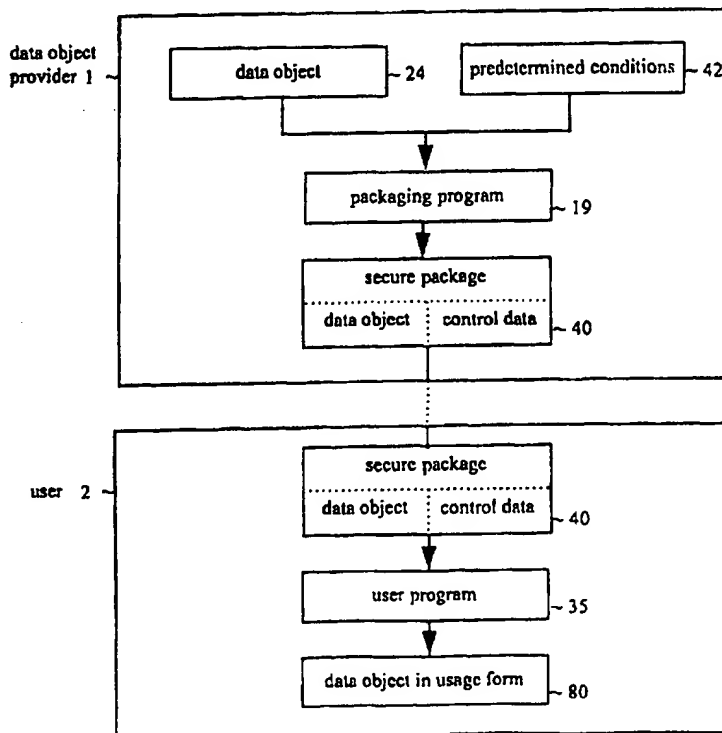 data object
provider 1
data object
24
predetermined conditions
42
packaging program
19
secure package
data object
control data
40
user 2
secure package
data object
control data
40
user program
35
data object in usage form
80